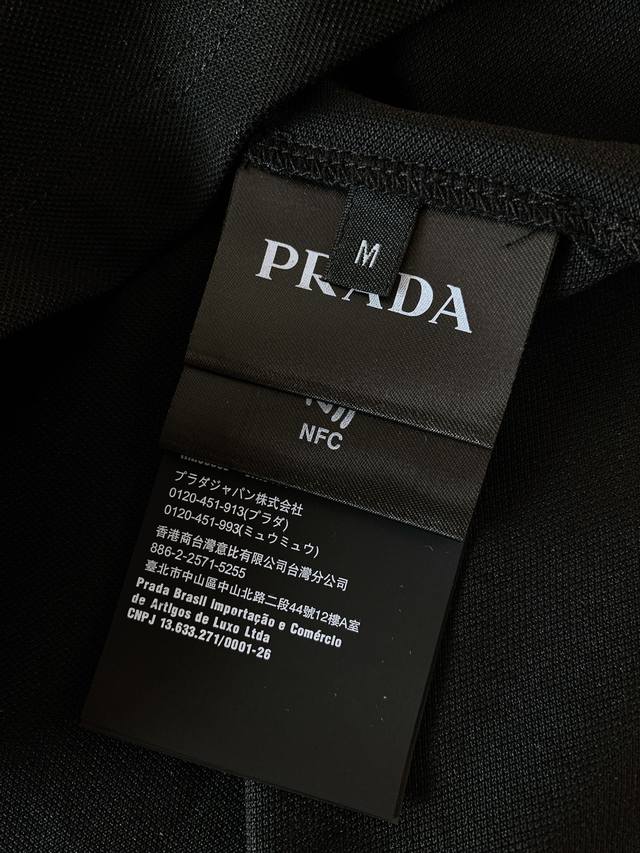 M
PRADA
NFC
プラダジャパン株式会社
0120-451-913(プラダ)
0120-451-993(ミュウミュウ)
香港商台灣意比有限公司台灣分公司
886-2-2571-5255
臺北市中山區中山北路二段44號12樓A室
Prada Brasil Importação e Comércio
de Artigos de Luxo Ltda
CNPJ 13.633.271/0001-26